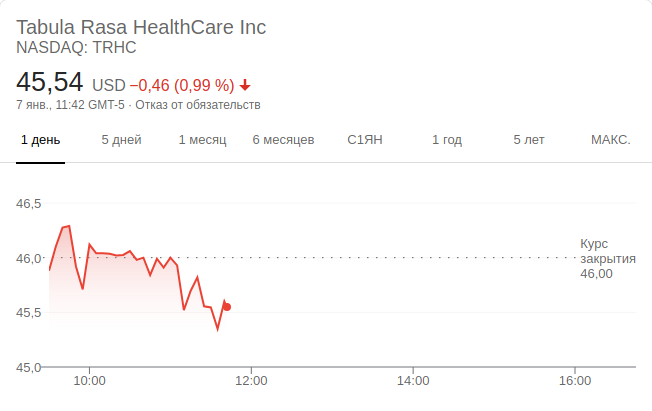 Tabula Rasa HealthCare Inc
NASDAQ: TRHC
45,54 USD −0,46 (0,99 %)
7 янв., 11:42 GMT-5 · Отказ от обязательств
1 день 5 дней 1 месяц 6 месяцев С1ЯН 1 год 5 лет МАКС.
46,5
46,0
45,5
45,0
Курс
закрытия
46,00
10:00 12:00 14:00 16:00